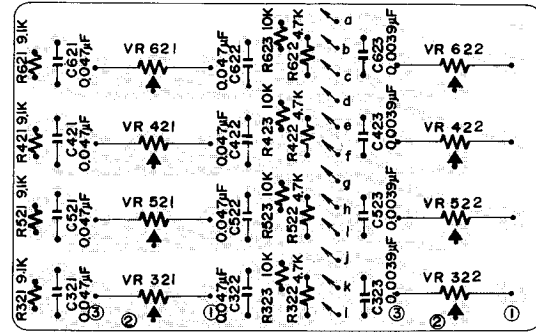 R621 9.1K
C621 0.047µF
VR 621
0.047µF C622
R623 10K
R622 4.7K
a
b
c
C623 0.0039µF
VR 622
R421 9.1K
C421 0.047µF
VR 421
0.047µF C422
R423 10K
R422 4.7K
d
e
f
C423 0.0039µF
VR 422
R521 9.1K
C521 0.047µF
VR 521
0.047µF C522
R523 10K
R522 4.7K
g
h
i
C523 0.0039µF
VR 522
R321 9.1K
C321 0.047µF
VR 321
0.047µF C322
R323 10K
R322 4.7K
j
k
l
C323 0.0039µF
VR 322
③ ② ①
③ ② ①